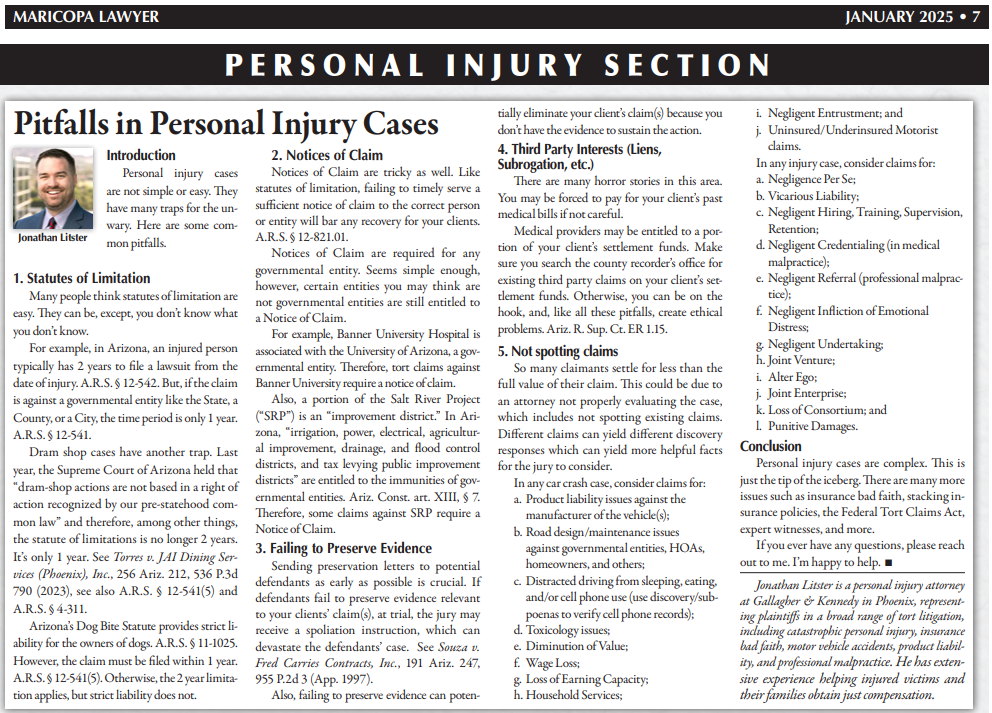 MARICOPA LAWYER
JANUARY 2025 • 7
PERSONAL INJURY SECTION
Pitfalls in Personal Injury Cases
Jonathan Litster
Introduction
Personal injury cases
are not simple or easy. They
have many traps for the un-
wary. Here are some com-
mon pitfalls.
1. Statutes of Limitation
Many people think statutes of limitation are
easy. They can be, except, you don't know what
you don't know.
For example, in Arizona, an injured person
typically has 2 years to file a lawsuit from the
date of injury. A.R.S. § 12-542. But, if the claim
is against a governmental entity like the State, a
County, or a City, the time period is only 1 year.
A.R.S. § 12-541.
Dram shop cases have another trap. Last
year, the Supreme Court of Arizona held that
"dram-shop actions are not based in a right of
action recognized by our pre-statehood com-
mon law" and therefore, among other things,
the statute of limitations is no longer 2 years.
It's only 1 year. See Torres v. JAI Dining Ser-
vices (Phoenix), Inc., 256 Ariz. 212, 536 P.3d
790 (2023), see also A.R.S. § 12-541(5) and
A.R.S. § 4-311.
Arizona's Dog Bite Statute provides strict li-
ability for the owners of dogs. A.R.S. § 11-1025.
However, the claim must be filed within 1 year.
A.R.S. § 12-541(5). Otherwise, the 2 year limita-
tion applies, but strict liability does not.
2. Notices of Claim
Notices of Claim are tricky as well. Like
statutes of limitation, failing to timely serve a
sufficient notice of claim to the correct person
or entity will bar any recovery for your clients.
A.R.S. § 12-821.01.
Notices of Claim are required for any
governmental entity. Seems simple enough,
however, certain entities you may think are
not governmental entities are still entitled to
a Notice of Claim.
For example, Banner University Hospital is
associated with the University of Arizona, a gov-
ernmental entity. Therefore, tort claims against
Banner University require a notice of claim.
Also, a portion of the Salt River Project
("SRP") is an "improvement district." In Ari-
zona, "irrigation, power, electrical, agricultur-
al improvement, drainage, and flood control
districts, and tax levying public improvement
districts" are entitled to the immunities of gov-
ernmental entities. Ariz. Const. art. XIII, § 7.
Therefore, some claims against SRP require a
Notice of Claim.
3. Failing to Preserve Evidence
Sending preservation letters to potential
defendants as early as possible is crucial. If
defendants fail to preserve evidence relevant
to your clients' claim(s), at trial, the jury may
receive a spoliation instruction, which can
devastate the defendants' case. See Souza v.
Fred Carries Contracts, Inc., 191 Ariz. 247,
955 P.2d 3 (App. 1997).
Also, failing to preserve evidence can poten-
tially eliminate your client's claim(s) because you
don't have the evidence to sustain the action.
4. Third Party Interests (Liens,
Subrogation, etc.)
There are many horror stories in this area.
You may be forced to pay for your client's past
medical bills if not careful.
Medical providers may be entitled to a por-
tion of your client's settlement funds. Make
sure you search the county recorder's office for
existing third party claims on your client's set-
tlement funds. Otherwise, you can be on the
hook, and, like all these pitfalls, create ethical
problems. Ariz. R. Sup. Ct. ER 1.15.
5. Not spotting claims
So many claimants settle for less than the
full value of their claim. This could be due to
an attorney not properly evaluating the case,
which includes not spotting existing claims.
Different claims can yield different discovery
responses which can yield more helpful facts
for the jury to consider.
In any car crash case, consider claims for:
a. Product liability issues against the
manufacturer of the vehicle(s);
b. Road design/maintenance issues
against governmental entities, HOAs,
homeowners, and others;
c. Distracted driving from sleeping, eating,
and/or cell phone use (use discovery/sub-
poenas to verify cell phone records);
d. Toxicology issues;
e. Diminution of Value;
f. Wage Loss;
g. Loss of Earning Capacity;
h. Household Services;
i. Negligent Entrustment; and
j. Uninsured/Underinsured Motorist
claims.
In any injury case, consider claims for:
a. Negligence Per Se;
b. Vicarious Liability;
c. Negligent Hiring, Training, Supervision,
Retention;
d. Negligent Credentialing (in medical
malpractice);
e. Negligent Referral (professional malprac-
tice);
f. Negligent Infliction of Emotional
Distress;
g. Negligent Undertaking;
h. Joint Venture;
i. Alter Ego;
j. Joint Enterprise;
k. Loss of Consortium; and
l. Punitive Damages.
Conclusion
Personal injury cases are complex. This is
just the tip of the iceberg. There are many more
issues such as insurance bad faith, stacking in-
surance policies, the Federal Tort Claims Act,
expert witnesses, and more.
If you ever have any questions, please reach
out to me. I'm happy to help. ■
Jonathan Litster is a personal injury attorney
at Gallagher & Kennedy in Phoenix, represent-
ing plaintiffs in a broad range of tort litigation,
including catastrophic personal injury, insurance
bad faith, motor vehicle accidents, product liabil-
ity, and professional malpractice. He has exten-
sive experience helping injured victims and
their families obtain just compensation.